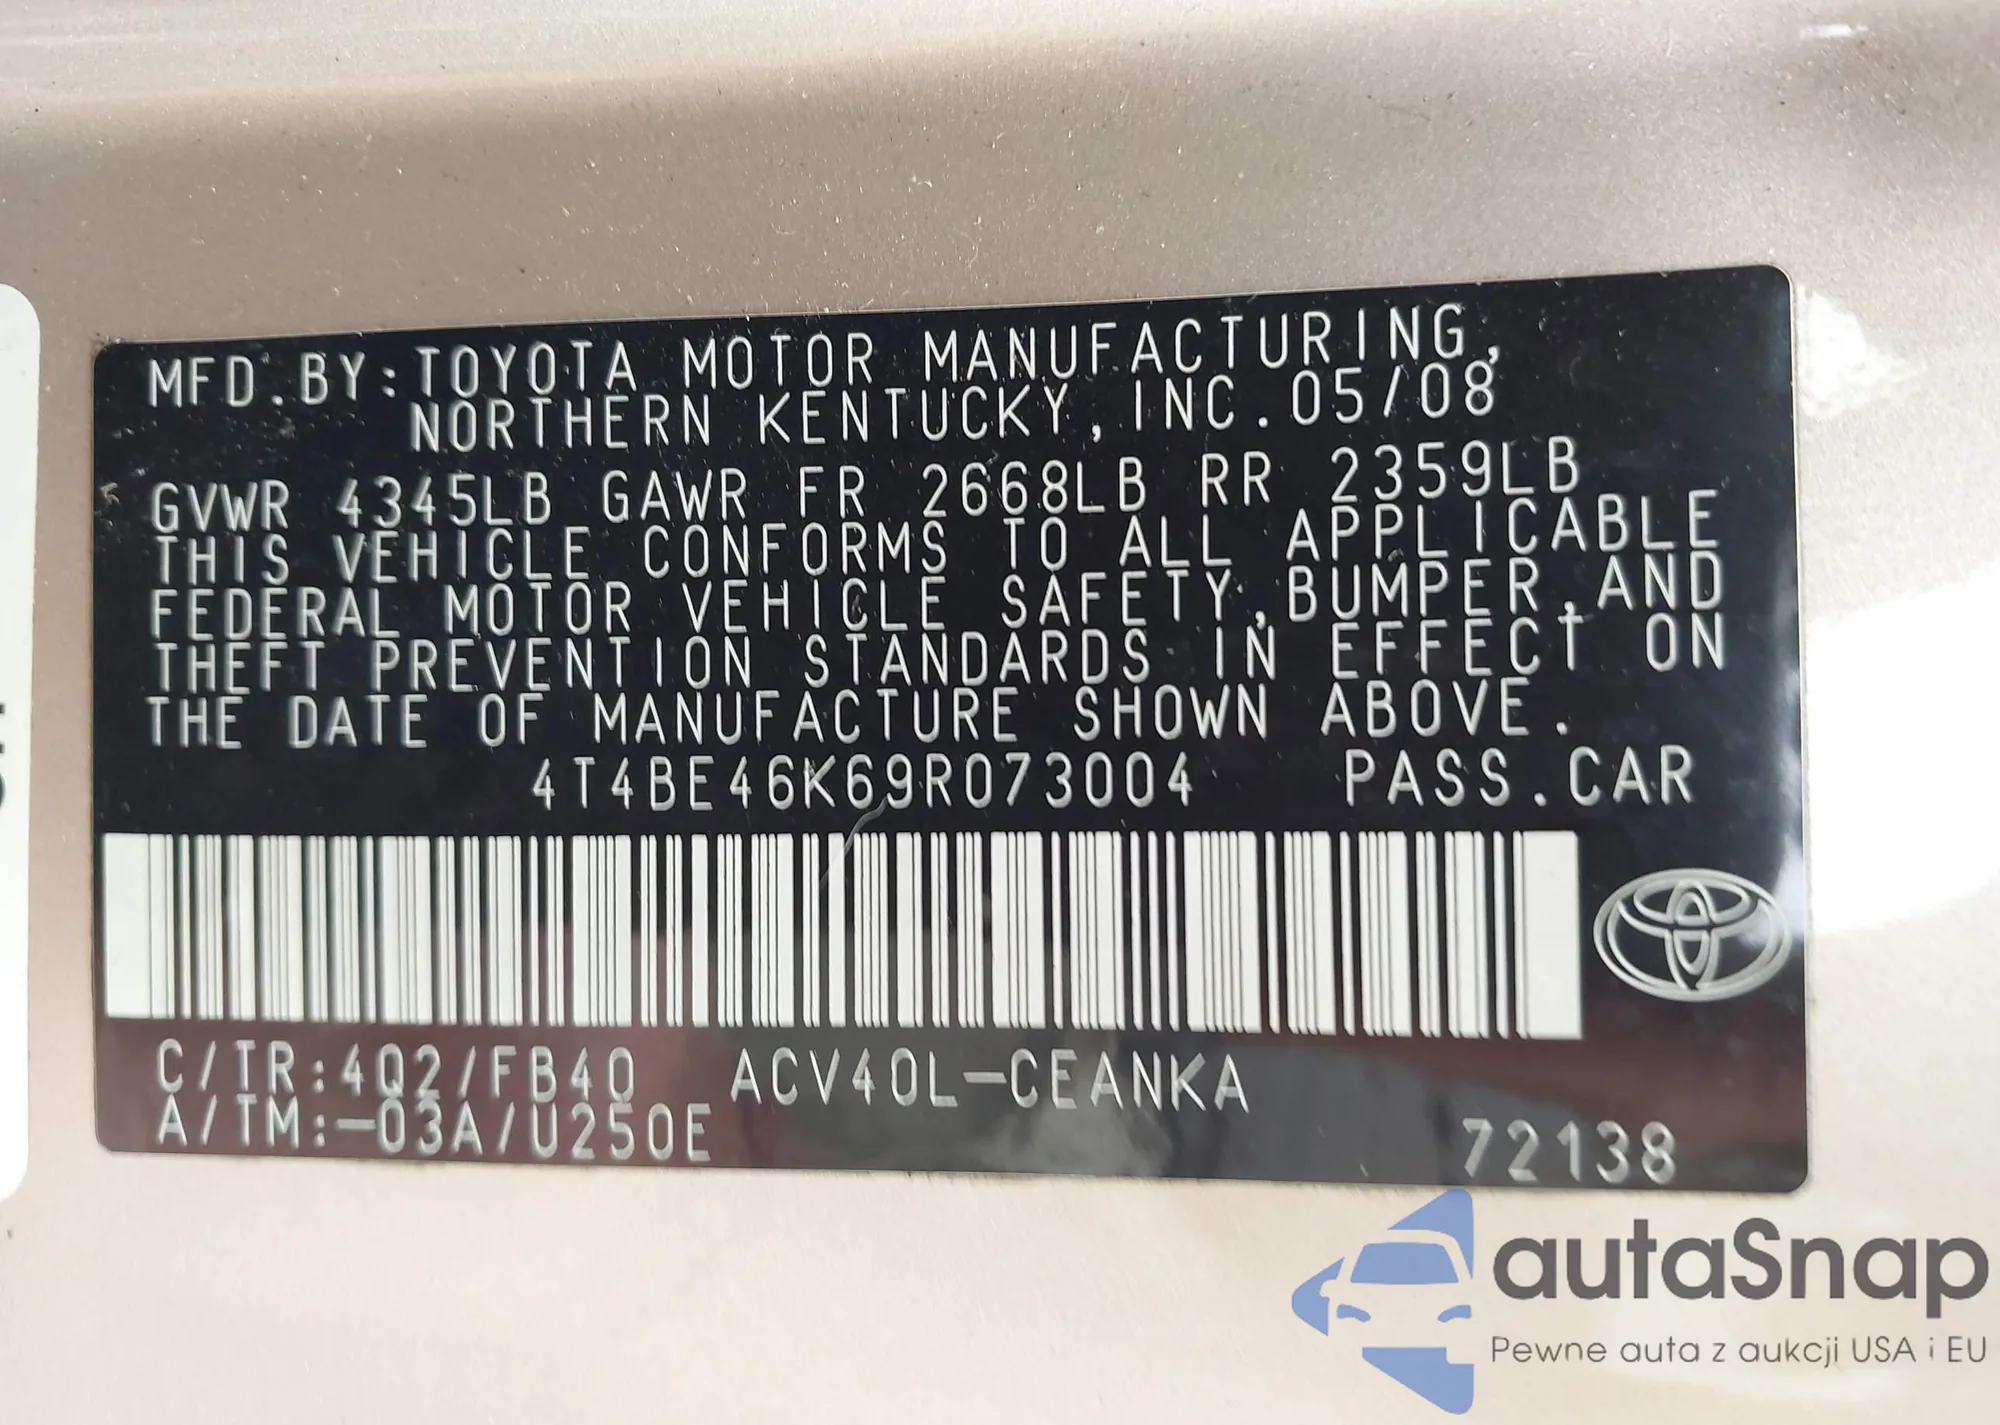 MFD.BY:TOYOTA MOTOR MANUFACTURING,
NORTHERN KENTUCKY, INC.05/08
GVWR 4345LB GAWR FR 2668LB RR 2359LB
THIS VEHICLE CONFORMS TO ALL APPLICABLE
FEDERAL MOTOR VEHICLE SAFETY,BUMPER,AND
THEFT PREVENTION STANDARDS IN EFFECT ON
THE DATE OF MANUFACTURE SHOWN ABOVE.
4T4BE46K69R073004 PASS.CAR
C/TR:4Q2/FB40 ACV40L-CEANKA
A/TM:-03A/U250E
72138
autaSnap
Pewne auta z aukcji USA i EU